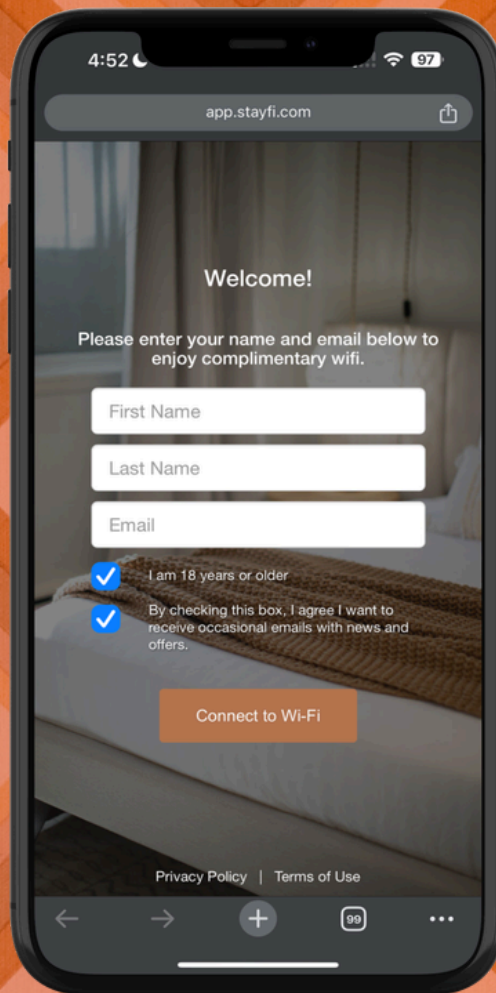 4:52
97
app.stayfi.com
Welcome!
Please enter your name and email below to
enjoy complimentary wifi.
First Name
Last Name
Email
I am 18 years or older
By checking this box, I agree I want to
receive occasional emails with news and
offers.
Connect to Wi-Fi
Privacy Policy | Terms of Use
99